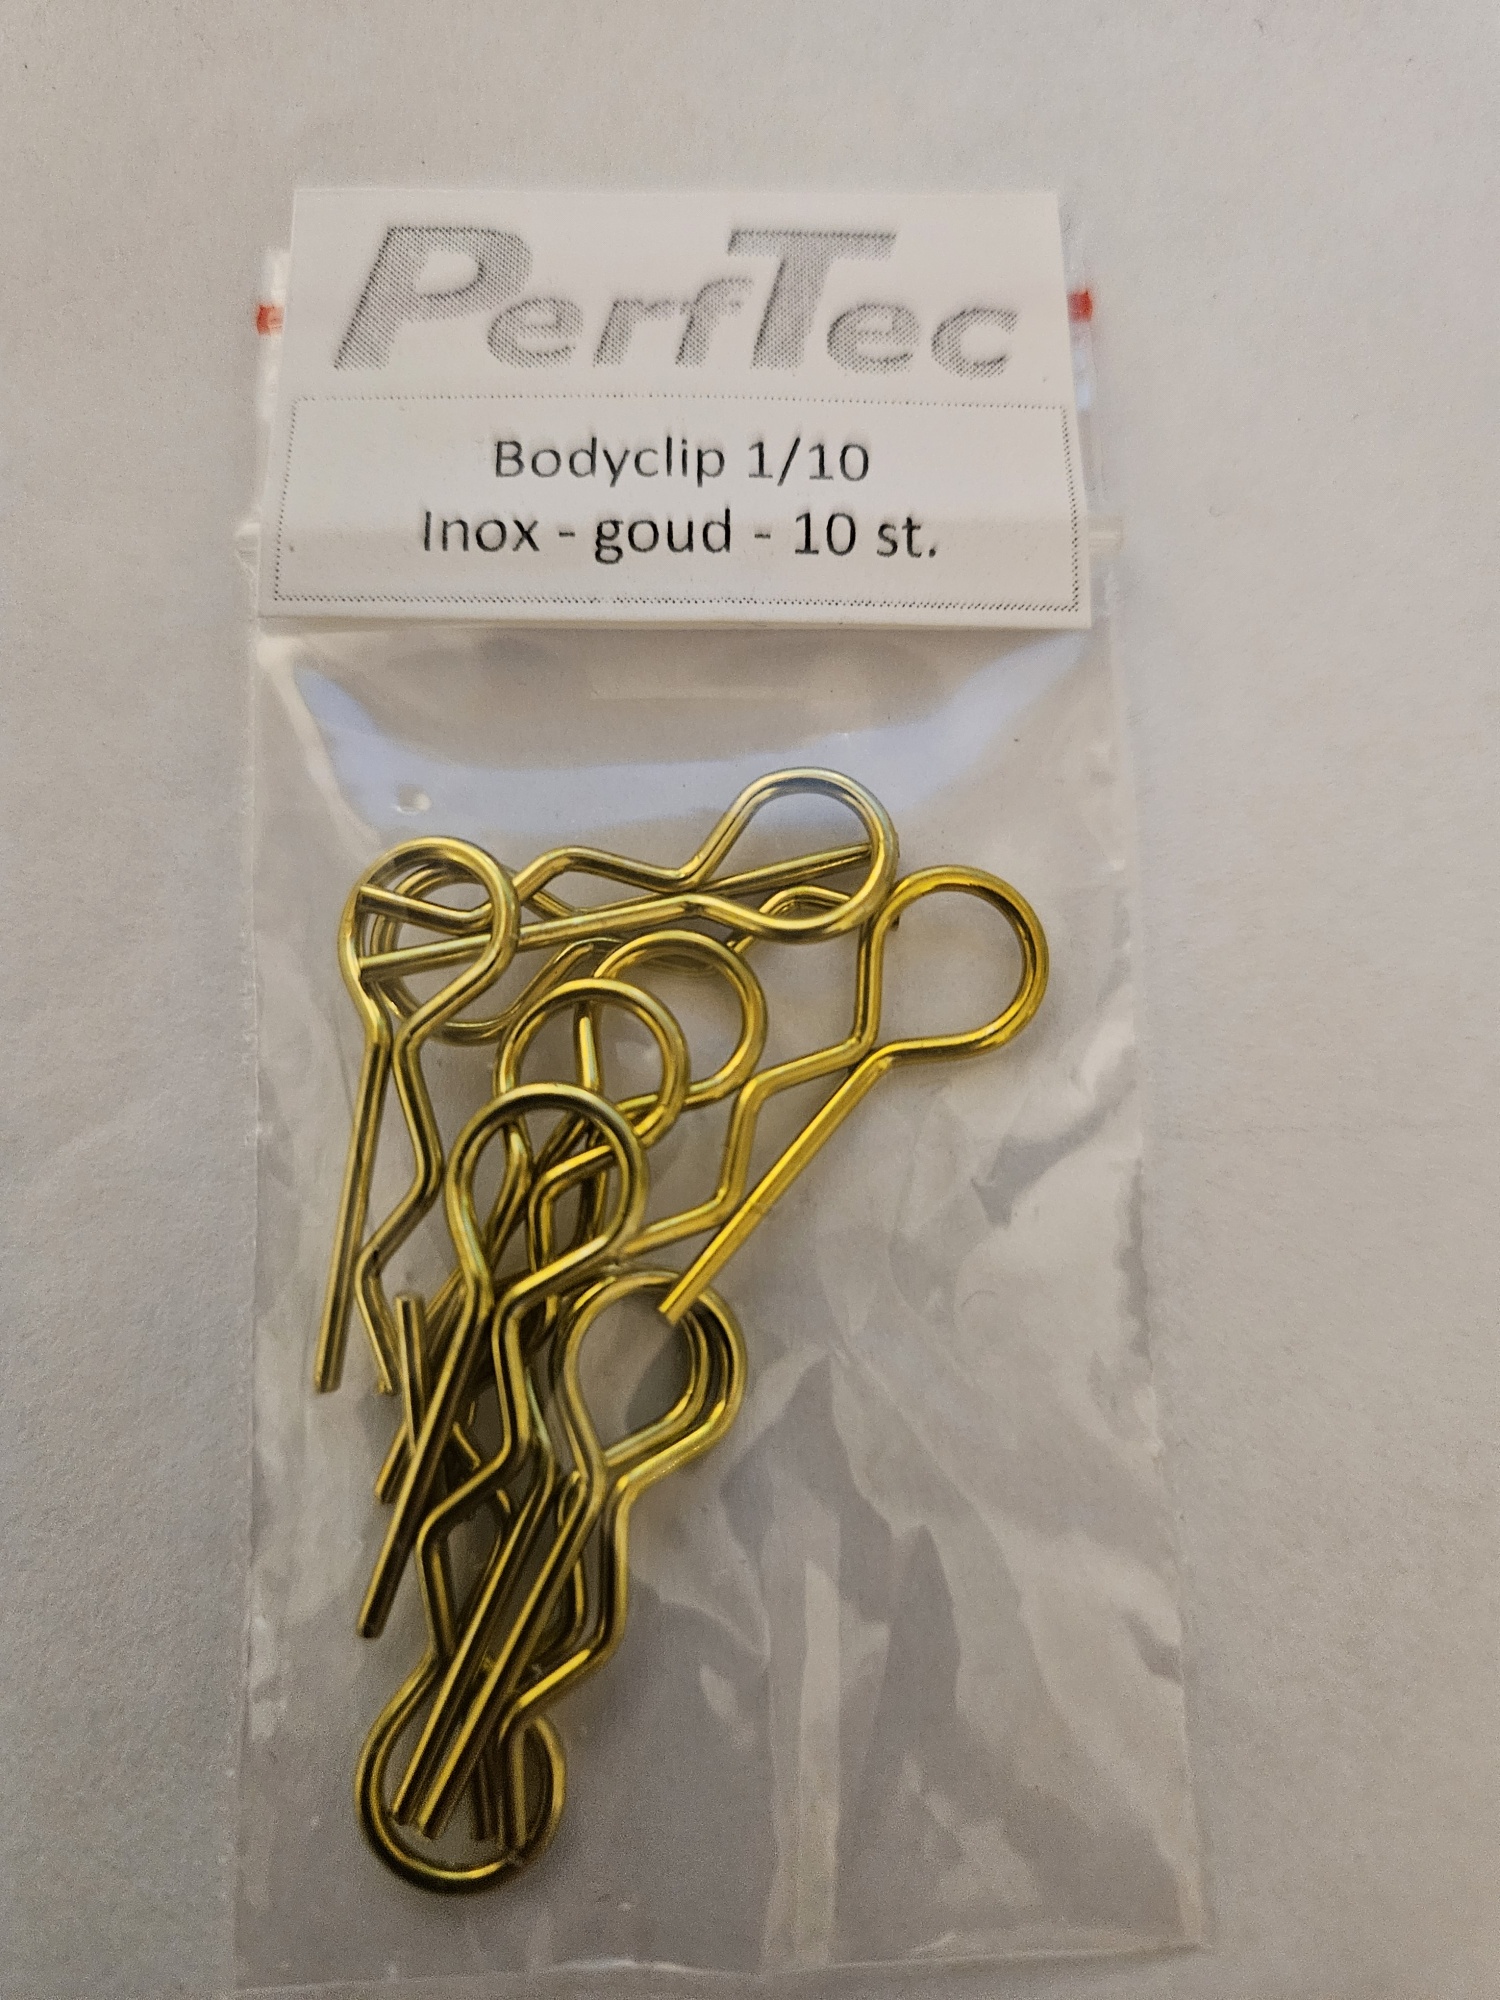 PerfTec
Bodyclip 1/10
Inox - goud - 10 st.